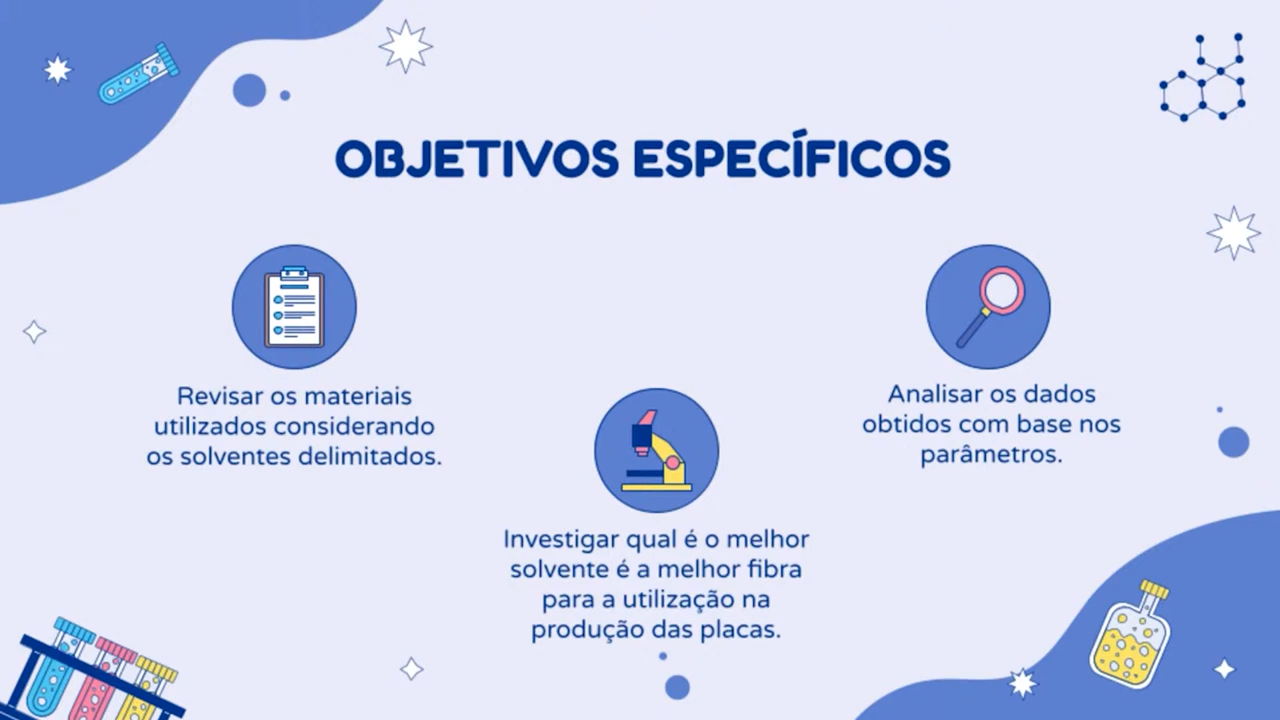 OBJETIVOS ESPECÍFICOS
Revisar os materiais
utilizados considerando
os solventes delimitados.
Investigar qual é o melhor
solvente é a melhor fibra
para a utilização na
produção das placas.
Analisar os dados
obtidos com base nos
parâmetros.